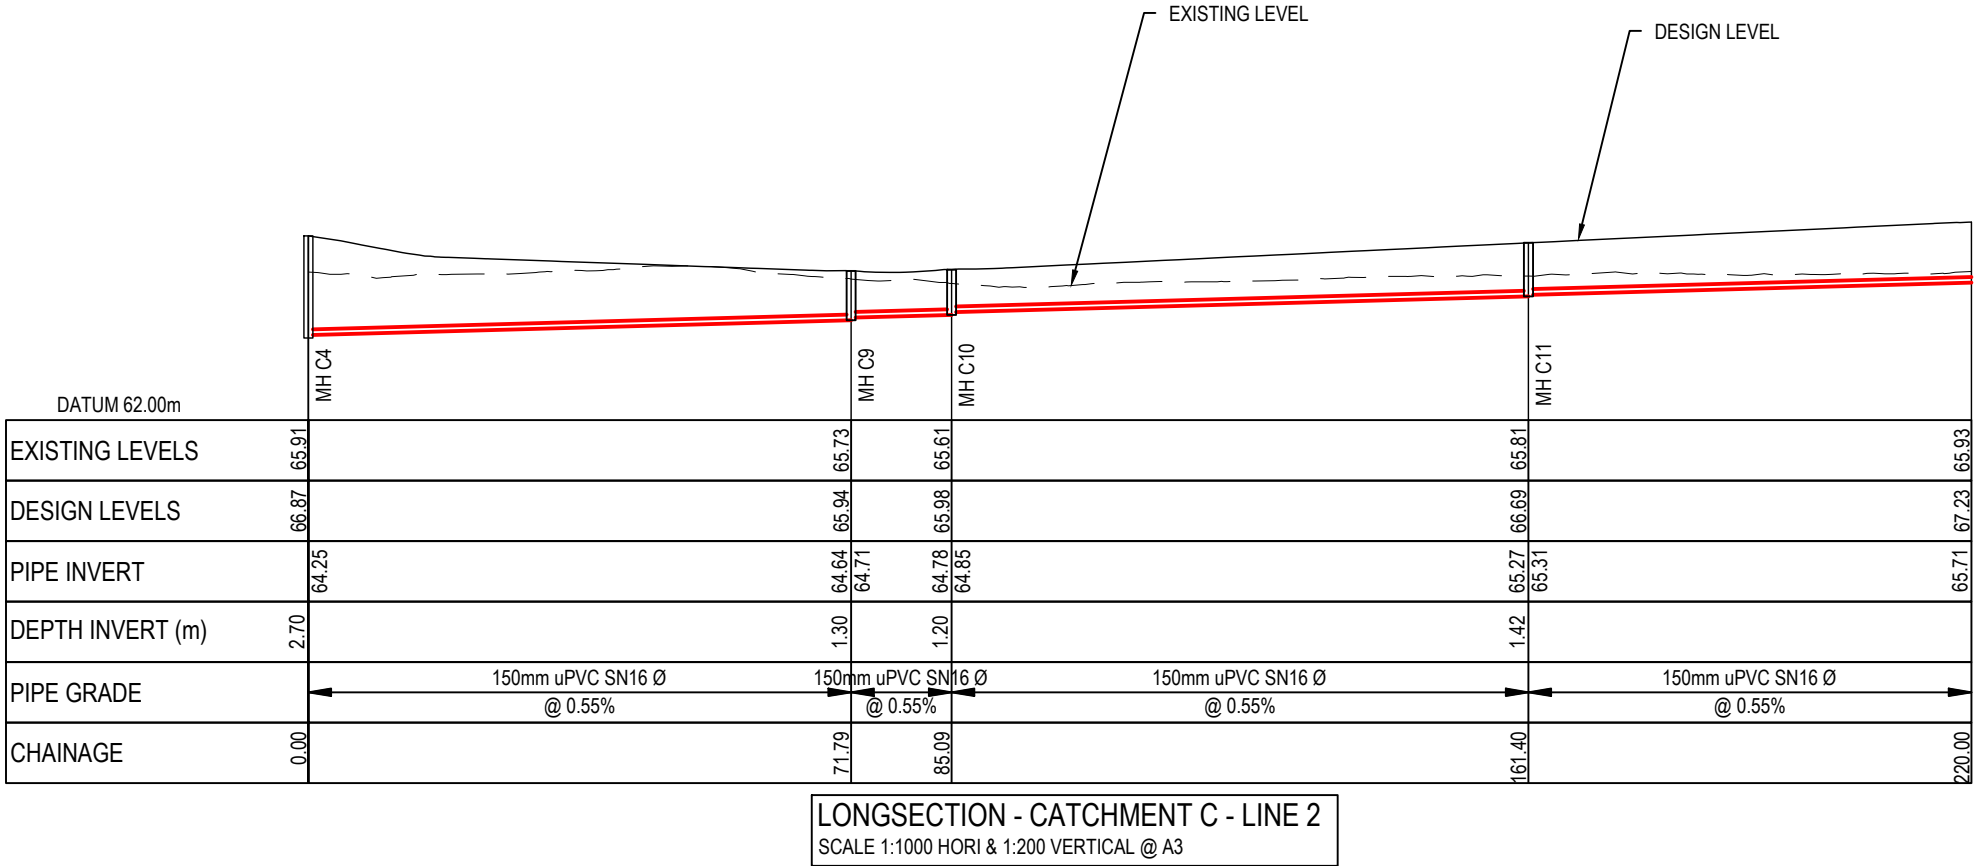 EXISTING LEVEL
DESIGN LEVEL
MH C4
MH C9
MH C10
MH C11
DATUM 62.00m
EXISTING LEVELS 65.91 65.73 65.61 65.81 65.93
DESIGN LEVELS 66.87 65.94 65.98 66.69 67.23
PIPE INVERT 64.25 64.64 64.71 64.78 64.85 65.27 65.31 65.71
DEPTH INVERT (m) 2.70 1.30 1.20 1.42
PIPE GRADE
150mm uPVC SN16 Ø 150mm uPVC SN16 Ø 150mm uPVC SN16 Ø 150mm uPVC SN16 Ø
@ 0.55% @ 0.55% @ 0.55% @ 0.55%
CHAINAGE 0.00 71.79 85.09 161.40 220.00
LONGSECTION - CATCHMENT C - LINE 2
SCALE 1:1000 HORI & 1:200 VERTICAL @ A3